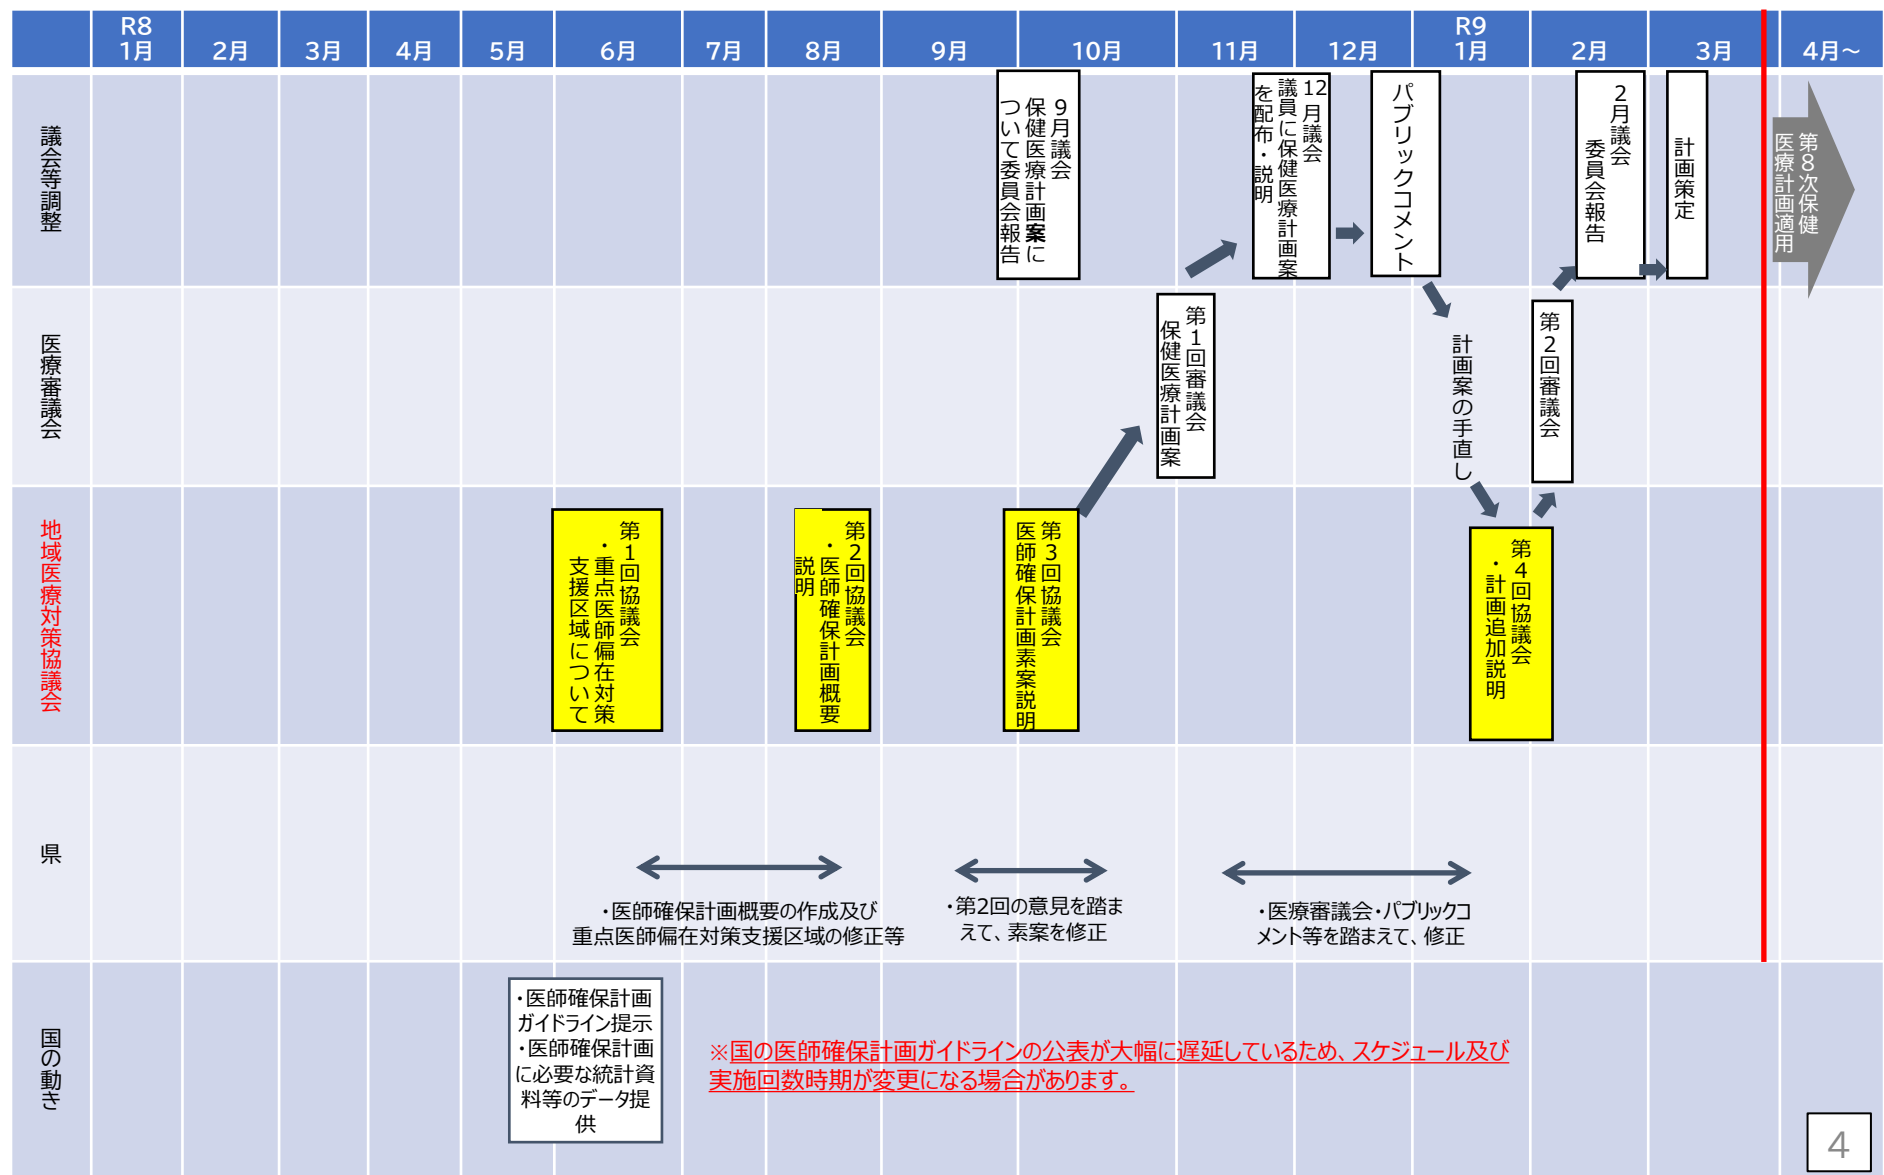 R8
1月
2月
3月
4月
5月
6月
7月
8月
9月
10月
11月
12月
R9
1月
2月
3月
4月～
議会等調整
９月議会
保健医療計画案に
ついて委員会報告
12月議会
議員に保健医療計画案
を配布・説明
パブリックコメント
２月議会
委員会報告
計画策定
第８次保健
医療計画適用
医療審議会
第１回審議会
保健医療計画案
計画案の手直し
第２回審議会
地域医療対策協議会
第１回協議会
・重点医師偏在対策
支援区域について
第２回協議会
・医師確保計画概要
説明
第３回協議会
医師確保計画素案説明
第４回協議会
・計画追加説明
県
・医師確保計画概要の作成及び
重点医師偏在対策支援区域の修正等
・第2回の意見を踏ま
えて、素案を修正
・医療審議会・パブリックコ
メント等を踏まえて、修正
国の動き
・医師確保計画
ガイドライン提示
・医師確保計画
に必要な統計資
料等のデータ提
供
※国の医師確保計画ガイドラインの公表が大幅に遅延しているため、スケジュール及び
実施回数時期が変更になる場合があります。
4